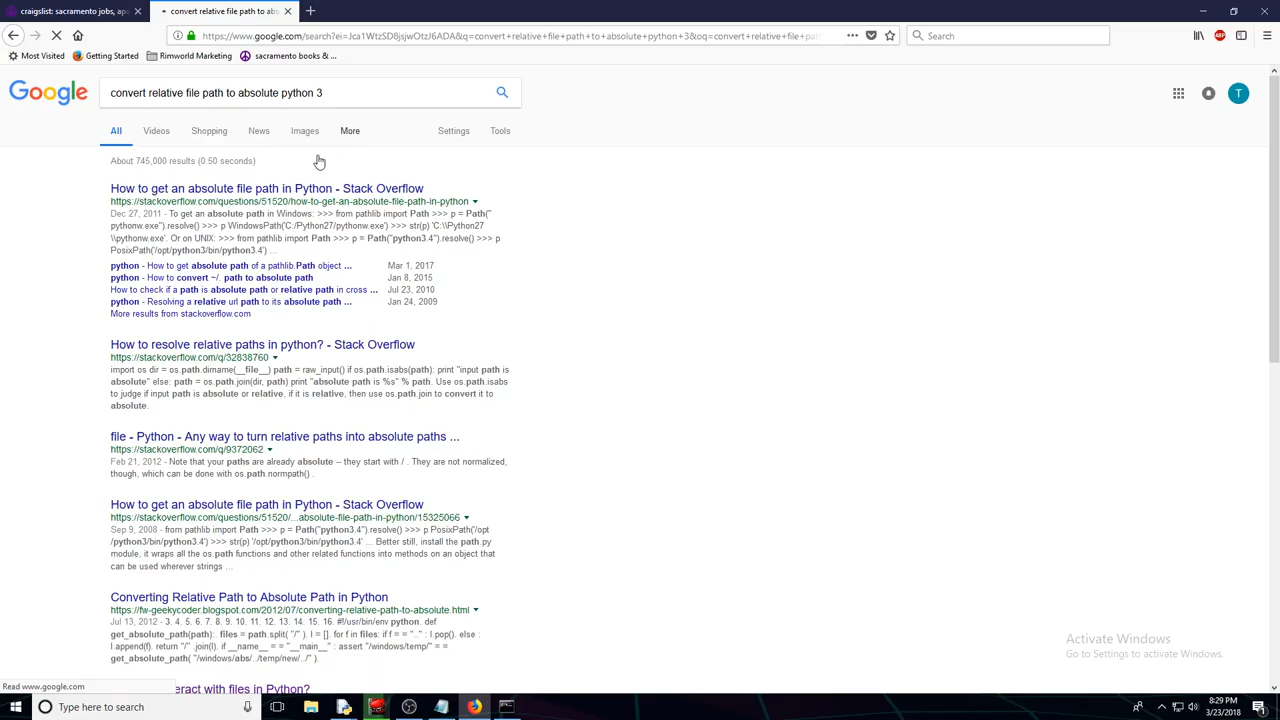 craigslist: sacramento jobs, apa
convert relative file path to abs
https://www.google.com/search?ei=Jca1WtzSD8jsjwOtzJ6ADA&q=convert+relative+file+path+to+absolute+python+3&oq=convert+relative+file+pat
Search
Most Visited
Getting Started
Rimworld Marketing
sacramento books & ...
Google
convert relative file path to absolute python 3
T
All
Videos
Shopping
News
Images
More
Settings
Tools
About 745,000 results (0.50 seconds)
How to get an absolute file path in Python - Stack Overflow
https://stackoverflow.com/questions/51520/how-to-get-an-absolute-file-path-in-python
Dec 27, 2011 - To get an absolute path in Windows: >>> from pathlib import Path >>> p = Path("
pythonw.exe").resolve() >>> p WindowsPath('C:/Python27/pythonw.exe') >>> str(p) 'C:\\Python27
\\pythonw.exe'. Or on UNIX: >>> from pathlib import Path >>> p = Path("python3.4").resolve() >>> p
PosixPath('/opt/python3/bin/python3.4') ...
python - How to get absolute path of a pathlib.Path object ... Mar 1, 2017
python - How to convert ~/. path to absolute path Jan 8, 2015
How to check if a path is absolute path or relative path in cross ... Jul 23, 2010
python - Resolving a relative url path to its absolute path ... Jan 24, 2009
More results from stackoverflow.com
How to resolve relative paths in python? - Stack Overflow
https://stackoverflow.com/q/32838760
import os dir = os.path.dirname(__file__) path = raw_input() if os.path.isabs(path): print "input path is
absolute" else: path = os.path.join(dir, path) print "absolute path is %s" % path. Use os.path.isabs
to judge if input path is absolute or relative, if it is relative, then use os.path.join to convert it to
absolute.
file - Python - Any way to turn relative paths into absolute paths ...
https://stackoverflow.com/q/9372062
Feb 21, 2012 - Note that your paths are already absolute -- they start with / . They are not normalized,
though, which can be done with os.path.normpath() .
How to get an absolute file path in Python - Stack Overflow
https://stackoverflow.com/questions/51520/...absolute-file-path-in-python/15325066
Sep 9, 2008 - from pathlib import Path >>> p = Path("python3.4").resolve() >>> p PosixPath('/opt
/python3/bin/python3.4') >>> str(p) '/opt/python3/bin/python3.4' ... Better still, install the path.py
module, it wraps all the os.path functions and other related functions into methods on an object that
can be used wherever strings ...
Converting Relative Path to Absolute Path in Python
https://fw-geekycoder.blogspot.com/2012/07/converting-relative-path-to-absolute.html
Jul 13, 2012 - 3. 4. 5. 6. 7. 8. 9. 10. 11. 12. 13. 14. 15. 16. #!/usr/bin/env python. def
get_absolute_path(path):. files = path.split( "/" ). l = []. for f in files: if f = = ".." : l.pop(). else :
l.append(f). return "/" .join(l). if __name__ = = "__main__" : assert "/windows/temp/" = =
get_absolute_path( "/windows/abs/../temp/new/../" ).
eract with files in Python?
Activate Windows
Go to Settings to activate Windows.
Read www.google.com
Type here to search
8:29 PM
3/23/2018